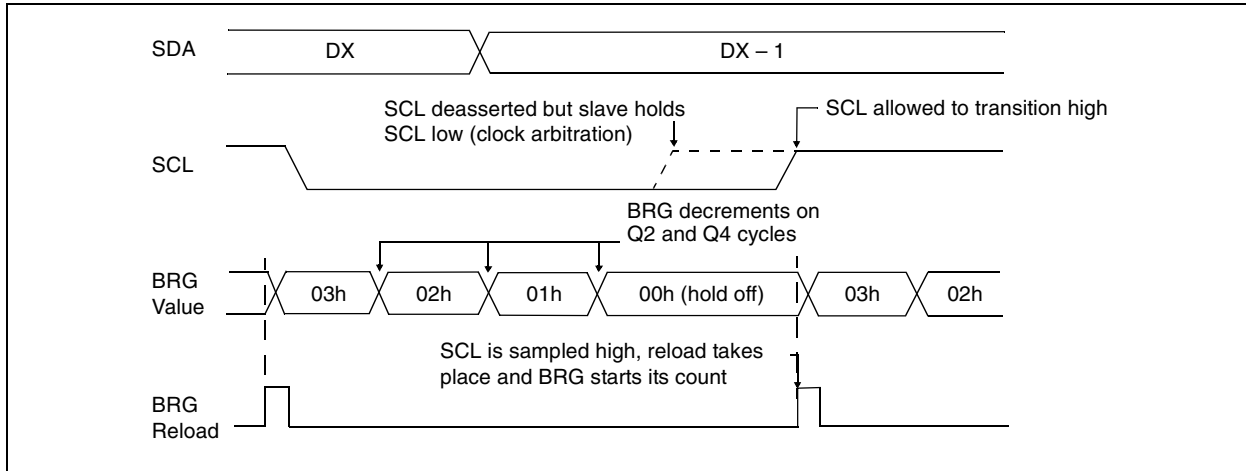 SDA
DX
DX – 1
SCL deasserted but slave holds
SCL low (clock arbitration)
SCL allowed to transition high
SCL
BRG decrements on
Q2 and Q4 cycles
BRG
Value
03h
02h
01h
00h (hold off)
03h
02h
SCL is sampled high, reload takes
place and BRG starts its count
BRG
Reload